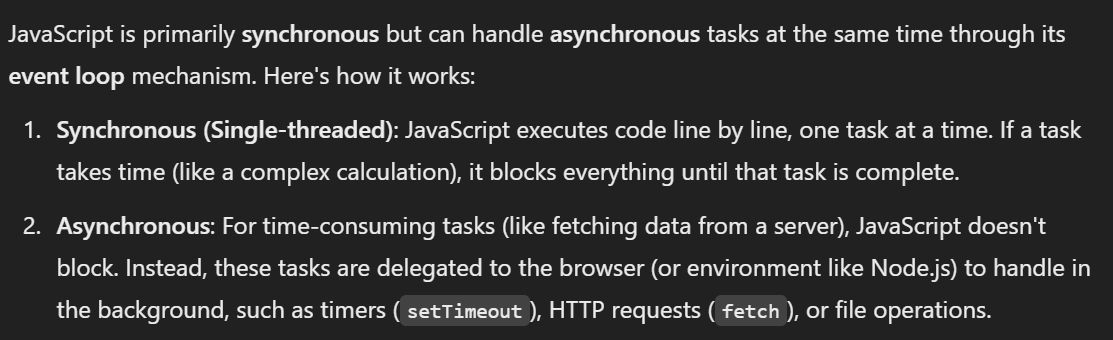 JavaScript is primarily synchronous but can handle asynchronous tasks at the same time through its
event loop mechanism. Here's how it works:
1. Synchronous (Single-threaded): JavaScript executes code line by line, one task at a time. If a task
takes time (like a complex calculation), it blocks everything until that task is complete.
2. Asynchronous: For time-consuming tasks (like fetching data from a server), JavaScript doesn't
block. Instead, these tasks are delegated to the browser (or environment like Node.js) to handle in
the background, such as timers (setTimeout), HTTP requests (fetch), or file operations.